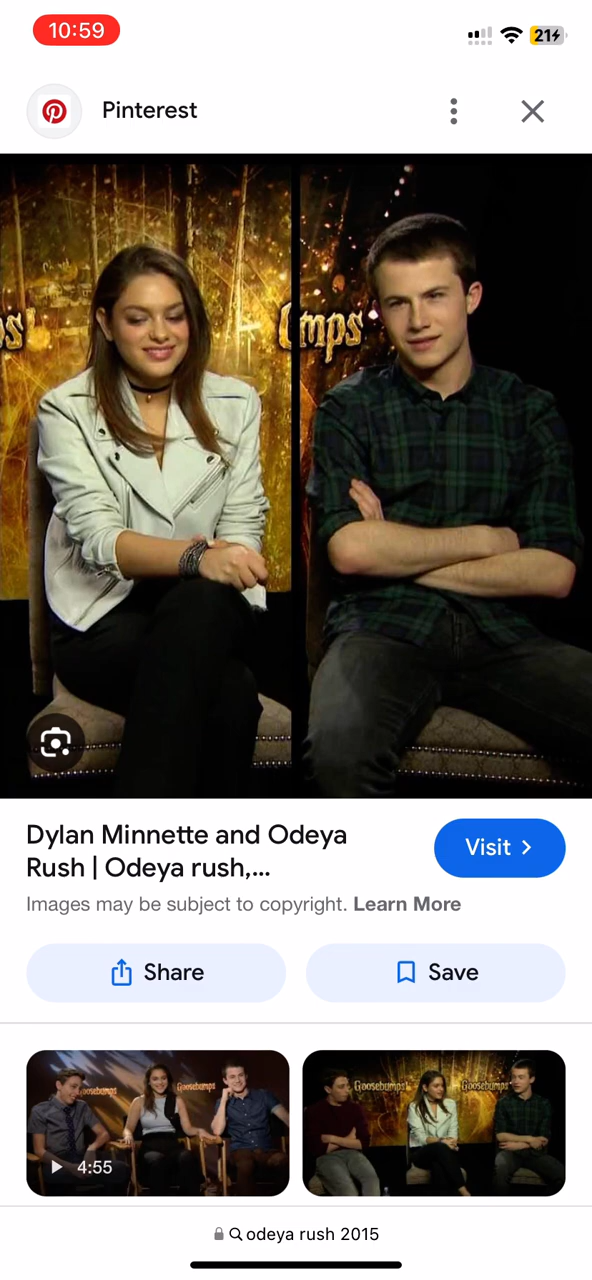 10:59
21
Pinterest
mps
Dylan Minnette and Odeya
Rush | Odeya rush,...
Visit
Images may be subject to copyright. Learn More
Share
Save
Goosebumps
Goosebumps
4:55
Goosebumps
Goosebumps
odeya rush 2015